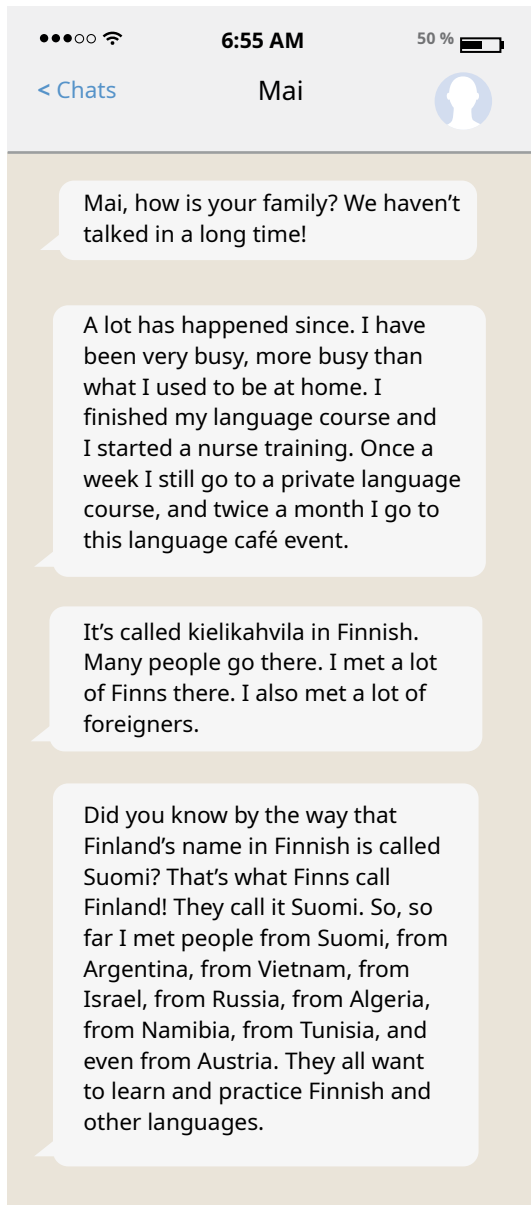 6:55 AM
50 %
< Chats
Mai
Mai, how is your family? We haven’t
talked in a long time!
A lot has happened since. I have
been very busy, more busy than
what I used to be at home. I
finished my language course and
I started a nurse training. Once a
week I still go to a private language
course, and twice a month I go to
this language café event.
It’s called kielikahvila in Finnish.
Many people go there. I met a lot
of Finns there. I also met a lot of
foreigners.
Did you know by the way that
Finland’s name in Finnish is called
Suomi? That’s what Finns call
Finland! They call it Suomi. So, so
far I met people from Suomi, from
Argentina, from Vietnam, from
Israel, from Russia, from Algeria,
from Namibia, from Tunisia, and
even from Austria. They all want
to learn and practice Finnish and
other languages.